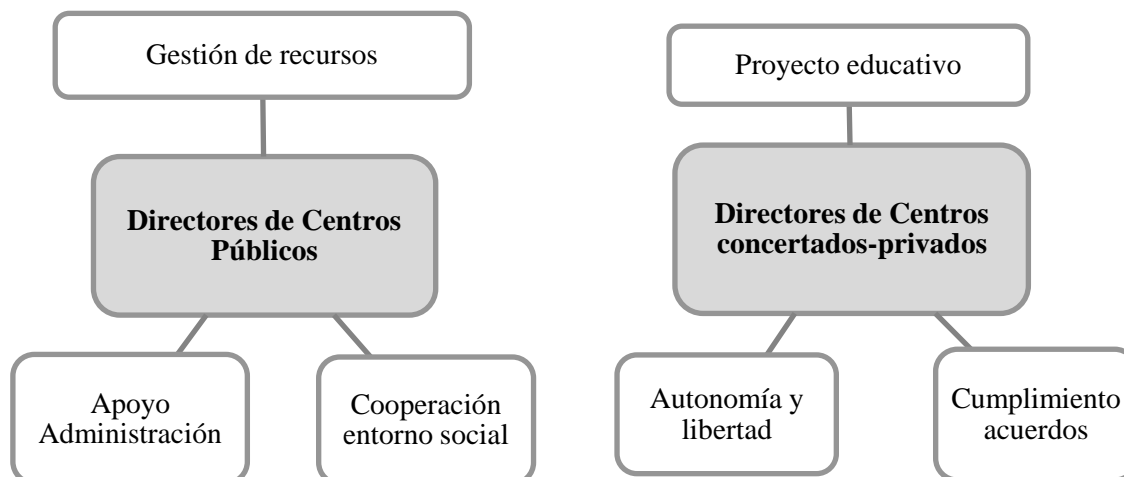 Gestión de recursos
Directores de Centros
Públicos
Apoyo
Administración
Cooperación
entorno social
Proyecto educativo
Directores de Centros
concertados-privados
Autonomía y
libertad
Cumplimiento
acuerdos